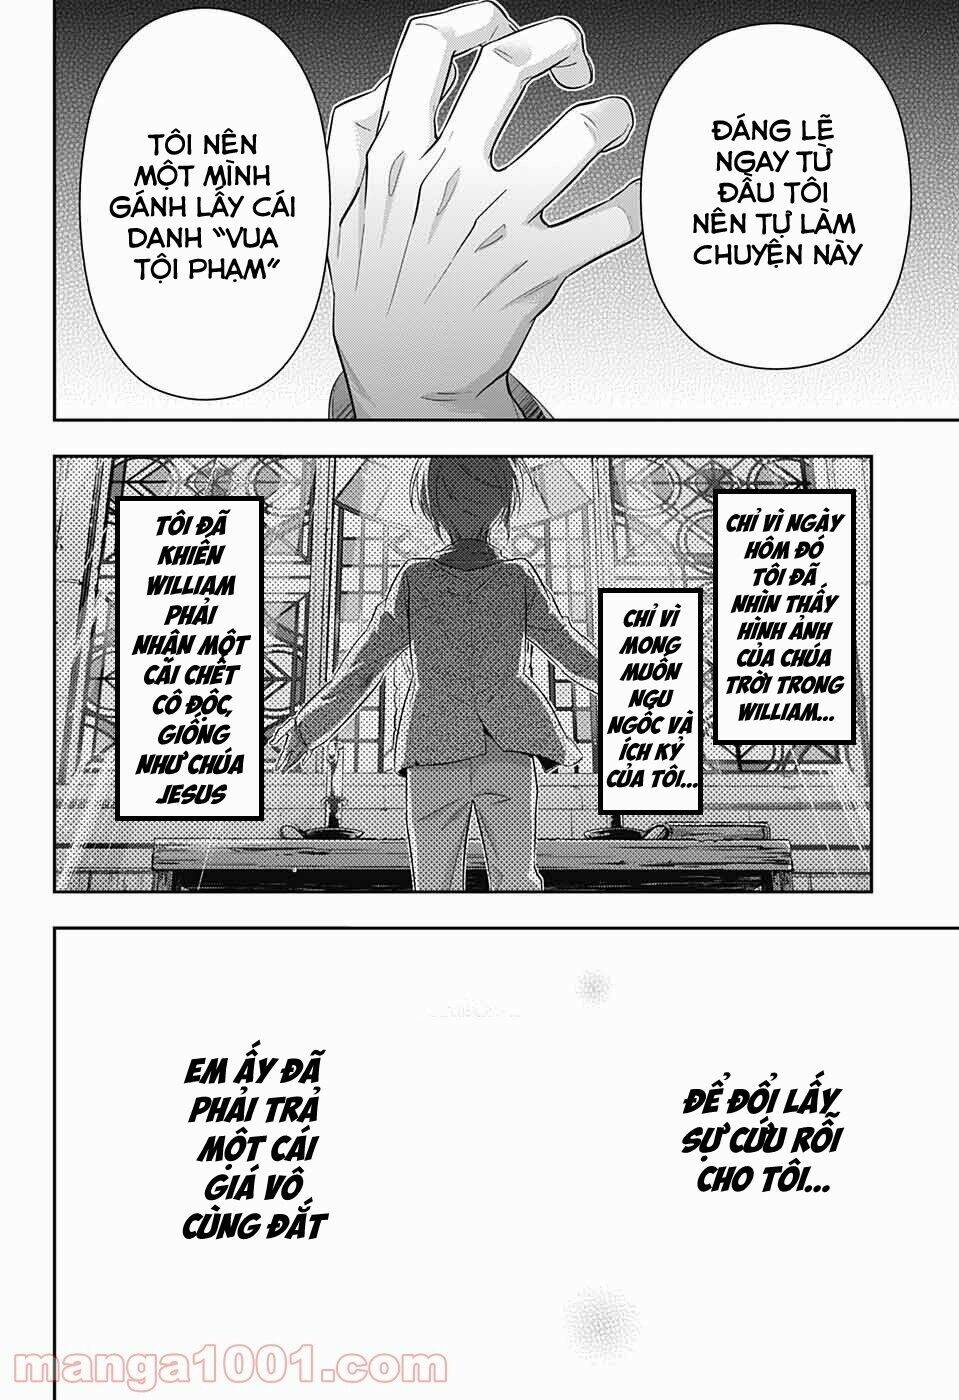 ĐÁNG LẼ
NGAY TỪ
ĐẦU TÔI
NÊN TỰ LÀM
CHUYỆN NÀY
TÔI NÊN
MỘT MÌNH
GÁNH LẤY CÁI
DANH "VUA
TỘI PHẠM"
CHỈ VÌ NGÀY
HÔM ĐÓ
TÔI ĐÃ
NHÌN THẤY
HÌNH ẢNH
CỦA CHÚA
TRỜI TRONG
WILLIAM...
CHỈ VÌ
MONG
MUỐN
NGU
NGỐC VÀ
ÍCH KỶ
CỦA TÔI...
TÔI ĐÃ
KHIẾN
WILLIAM
PHẢI
NHẬN MỘT
CÃI CHẾT
CÔ ĐỘC,
GIỐNG
NHƯ CHÚA
JESUS
ĐỂ ĐỔI LẤY
SỰ CỨU RỖI
CHO TÔI...
EM ẤY ĐÃ
PHẢI TRẢ
MỘT CÁI
GIÁ VÔ
CÙNG ĐẮT
manga1001.com